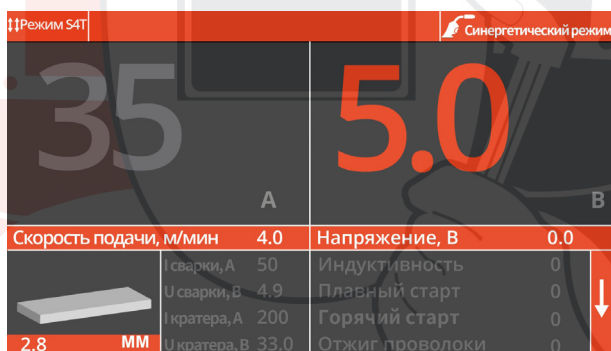 Режим S4T
Синергетический режим
35
А
5.0
В
Скорость подачи, м/мин 4.0
Напряжение, В 0.0
I сварки, А 50
U сварки, В 4.9
I кратера, А 200
U кратера, В 33.0
Индуктивность 0
Плавный старт 0
Горячий старт 0
Отжиг проволоки 0
2.8 ММ